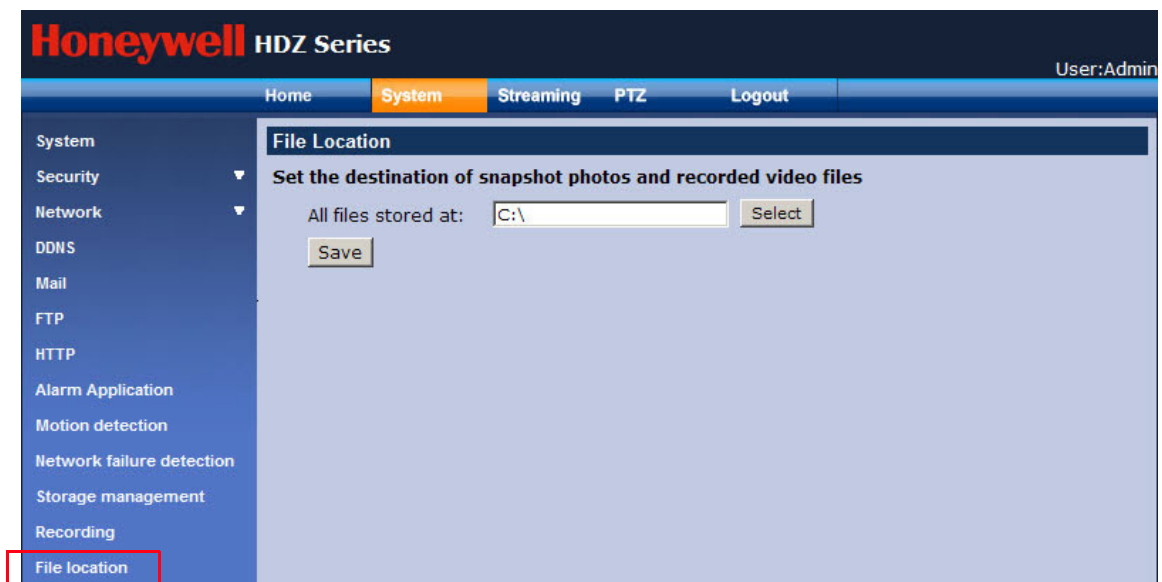 Honeywell HDZ Series
User:Admin
Home System Streaming PTZ Logout
System
Security
Network
DDNS
Mail
FTP
HTTP
Alarm Application
Motion detection
Network failure detection
Storage management
Recording
File location
File Location
Set the destination of snapshot photos and recorded video files
All files stored at: C:\ Select
Save